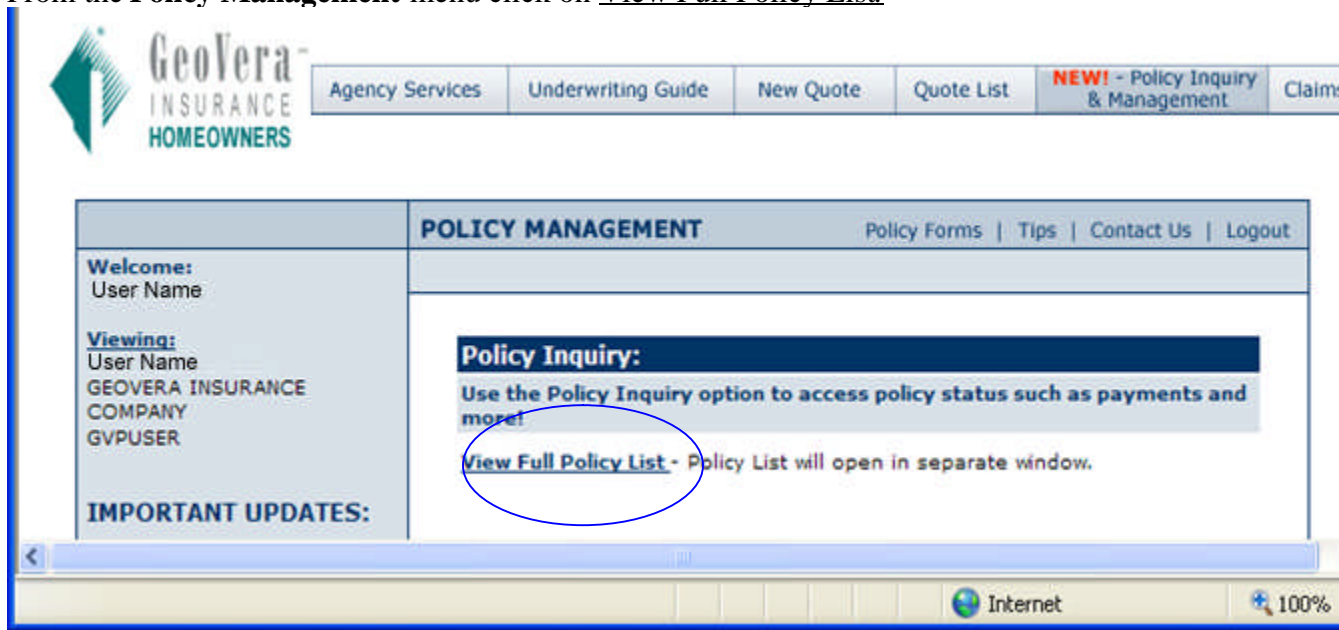 From the Policy Management menu click on View Full Policy List.
GeoVera
INSURANCE
HOMEOWNERS
Agency Services
Underwriting Guide
New Quote
Quote List
NEW! - Policy Inquiry
& Management
Claims
POLICY MANAGEMENT
Policy Forms | Tips | Contact Us | Logout
Welcome:
User Name
Viewing:
User Name
GEOVERA INSURANCE
COMPANY
GVPUSER
IMPORTANT UPDATES:
Policy Inquiry:
Use the Policy Inquiry option to access policy status such as payments and
more!
View Full Policy List - Policy List will open in separate window.
Internet
100%